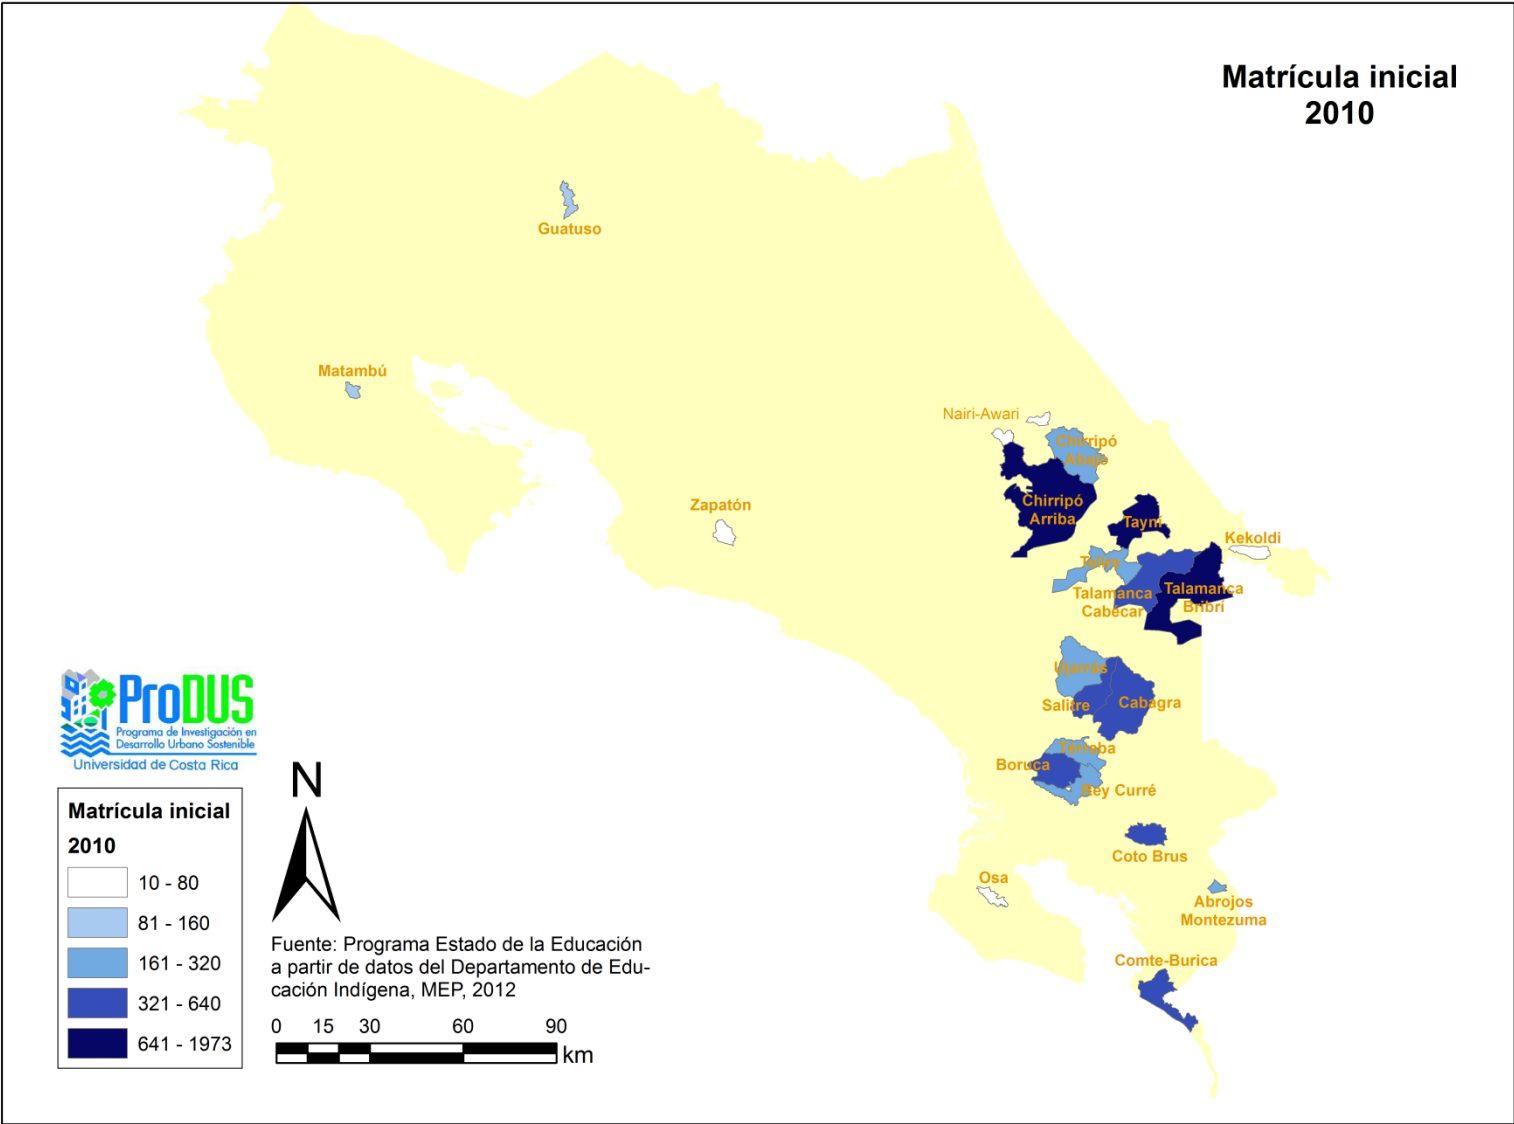 Matrícula inicial
2010
Guatuso
Matambú
Nairi-Awari
Chirripó
Abajo
Zapatón
Chirripó
Arriba
Tayní
Kekoldi
Telire
Talamanca
Cabécar
Talamanca
Bribrí
Ujarrás
Salitre
Cabagra
Térraba
Boruca
Rey Curré
Coto Brus
Osa
Abrojos
Montezuma
Comte-Burica
ProDUS
Programa de Investigación en
Desarrollo Urbano Sostenible
Universidad de Costa Rica
N
Matrícula inicial
2010
10 - 80
81 - 160
161 - 320
321 - 640
641 - 1973
Fuente: Programa Estado de la Educación
a partir de datos del Departamento de Edu-
cación Indígena, MEP, 2012
0 15 30 60 90
km